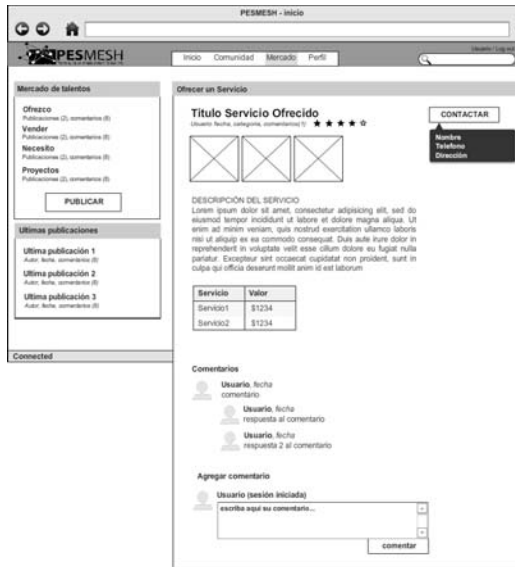 PESMESH - inicio
PESMESH
Usuario / Log out
Inicio Comunidad Mercado Perfil
Mercado de talentos
Ofrezco
Publicaciones (2), comentarios (8)
Vender
Publicaciones (2), comentarios (8)
Necesito
Publicaciones (2), comentarios (8)
Proyectos
Publicaciones (2), comentarios (8)
PUBLICAR
Ultimas publicaciones
Ultima publicación 1
Autor, fecha, comentarios (8)
Ultima publicación 2
Autor, fecha, comentarios (8)
Ultima publicación 3
Autor, fecha, comentarios (8)
Connected
Ofrecer un Servicio
Titulo Servicio Ofrecido
Usuario, fecha, categoria, comentarios
CONTACTAR
Nombre
Telefono
Dirección
DESCRIPCIÓN DEL SERVICIO
Lorem ipsum dolor sit amet, consectetur adipisicing elit, sed do
eiusmod tempor incididunt ut labore et dolore magna aliqua. Ut
enim ad minim veniam, quis nostrud exercitation ullamco laboris
nisi ut aliquip ex ea commodo consequat. Duis aute irure dolor in
reprehenderit in voluptate velit esse cillum dolore eu fugiat nulla
pariatur. Excepteur sint occaecat cupidatat non proident, sunt in
culpa qui officia deserunt mollit anim id est laborum
Servicio Valor
Servicio1 $1234
Servicio2 $1234
Comentarios
Usuario, fecha
comentario
Usuario, fecha
respuesta al comentario
Usuario, fecha
respuesta 2 al comentario
Agregar comentario
Usuario (sesión iniciada)
escriba aquí su comentario...
comentar